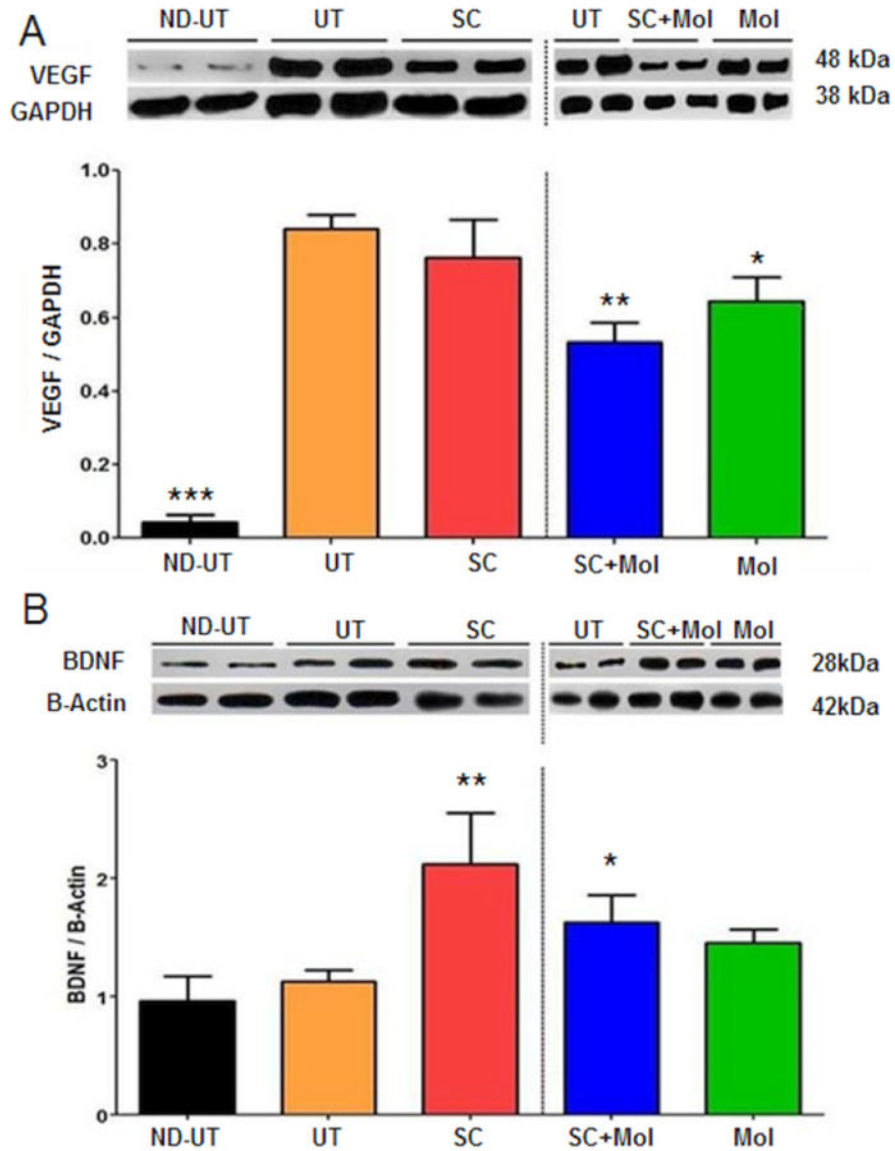 A
ND-UT UT SC UT SC+Mol Mol
VEGF 48 kDa
GAPDH 38 kDa
1.0
0.8
0.6
0.4
0.2
0.0
VEGF / GAPDH
***
**
*
ND-UT UT SC SC+Mol Mol
B
ND-UT UT SC UT SC+Mol Mol
BDNF 28kDa
B-Actin 42kDa
3
2
1
0
BDNF / B-Actin
**
*
ND-UT UT SC SC+Mol Mol